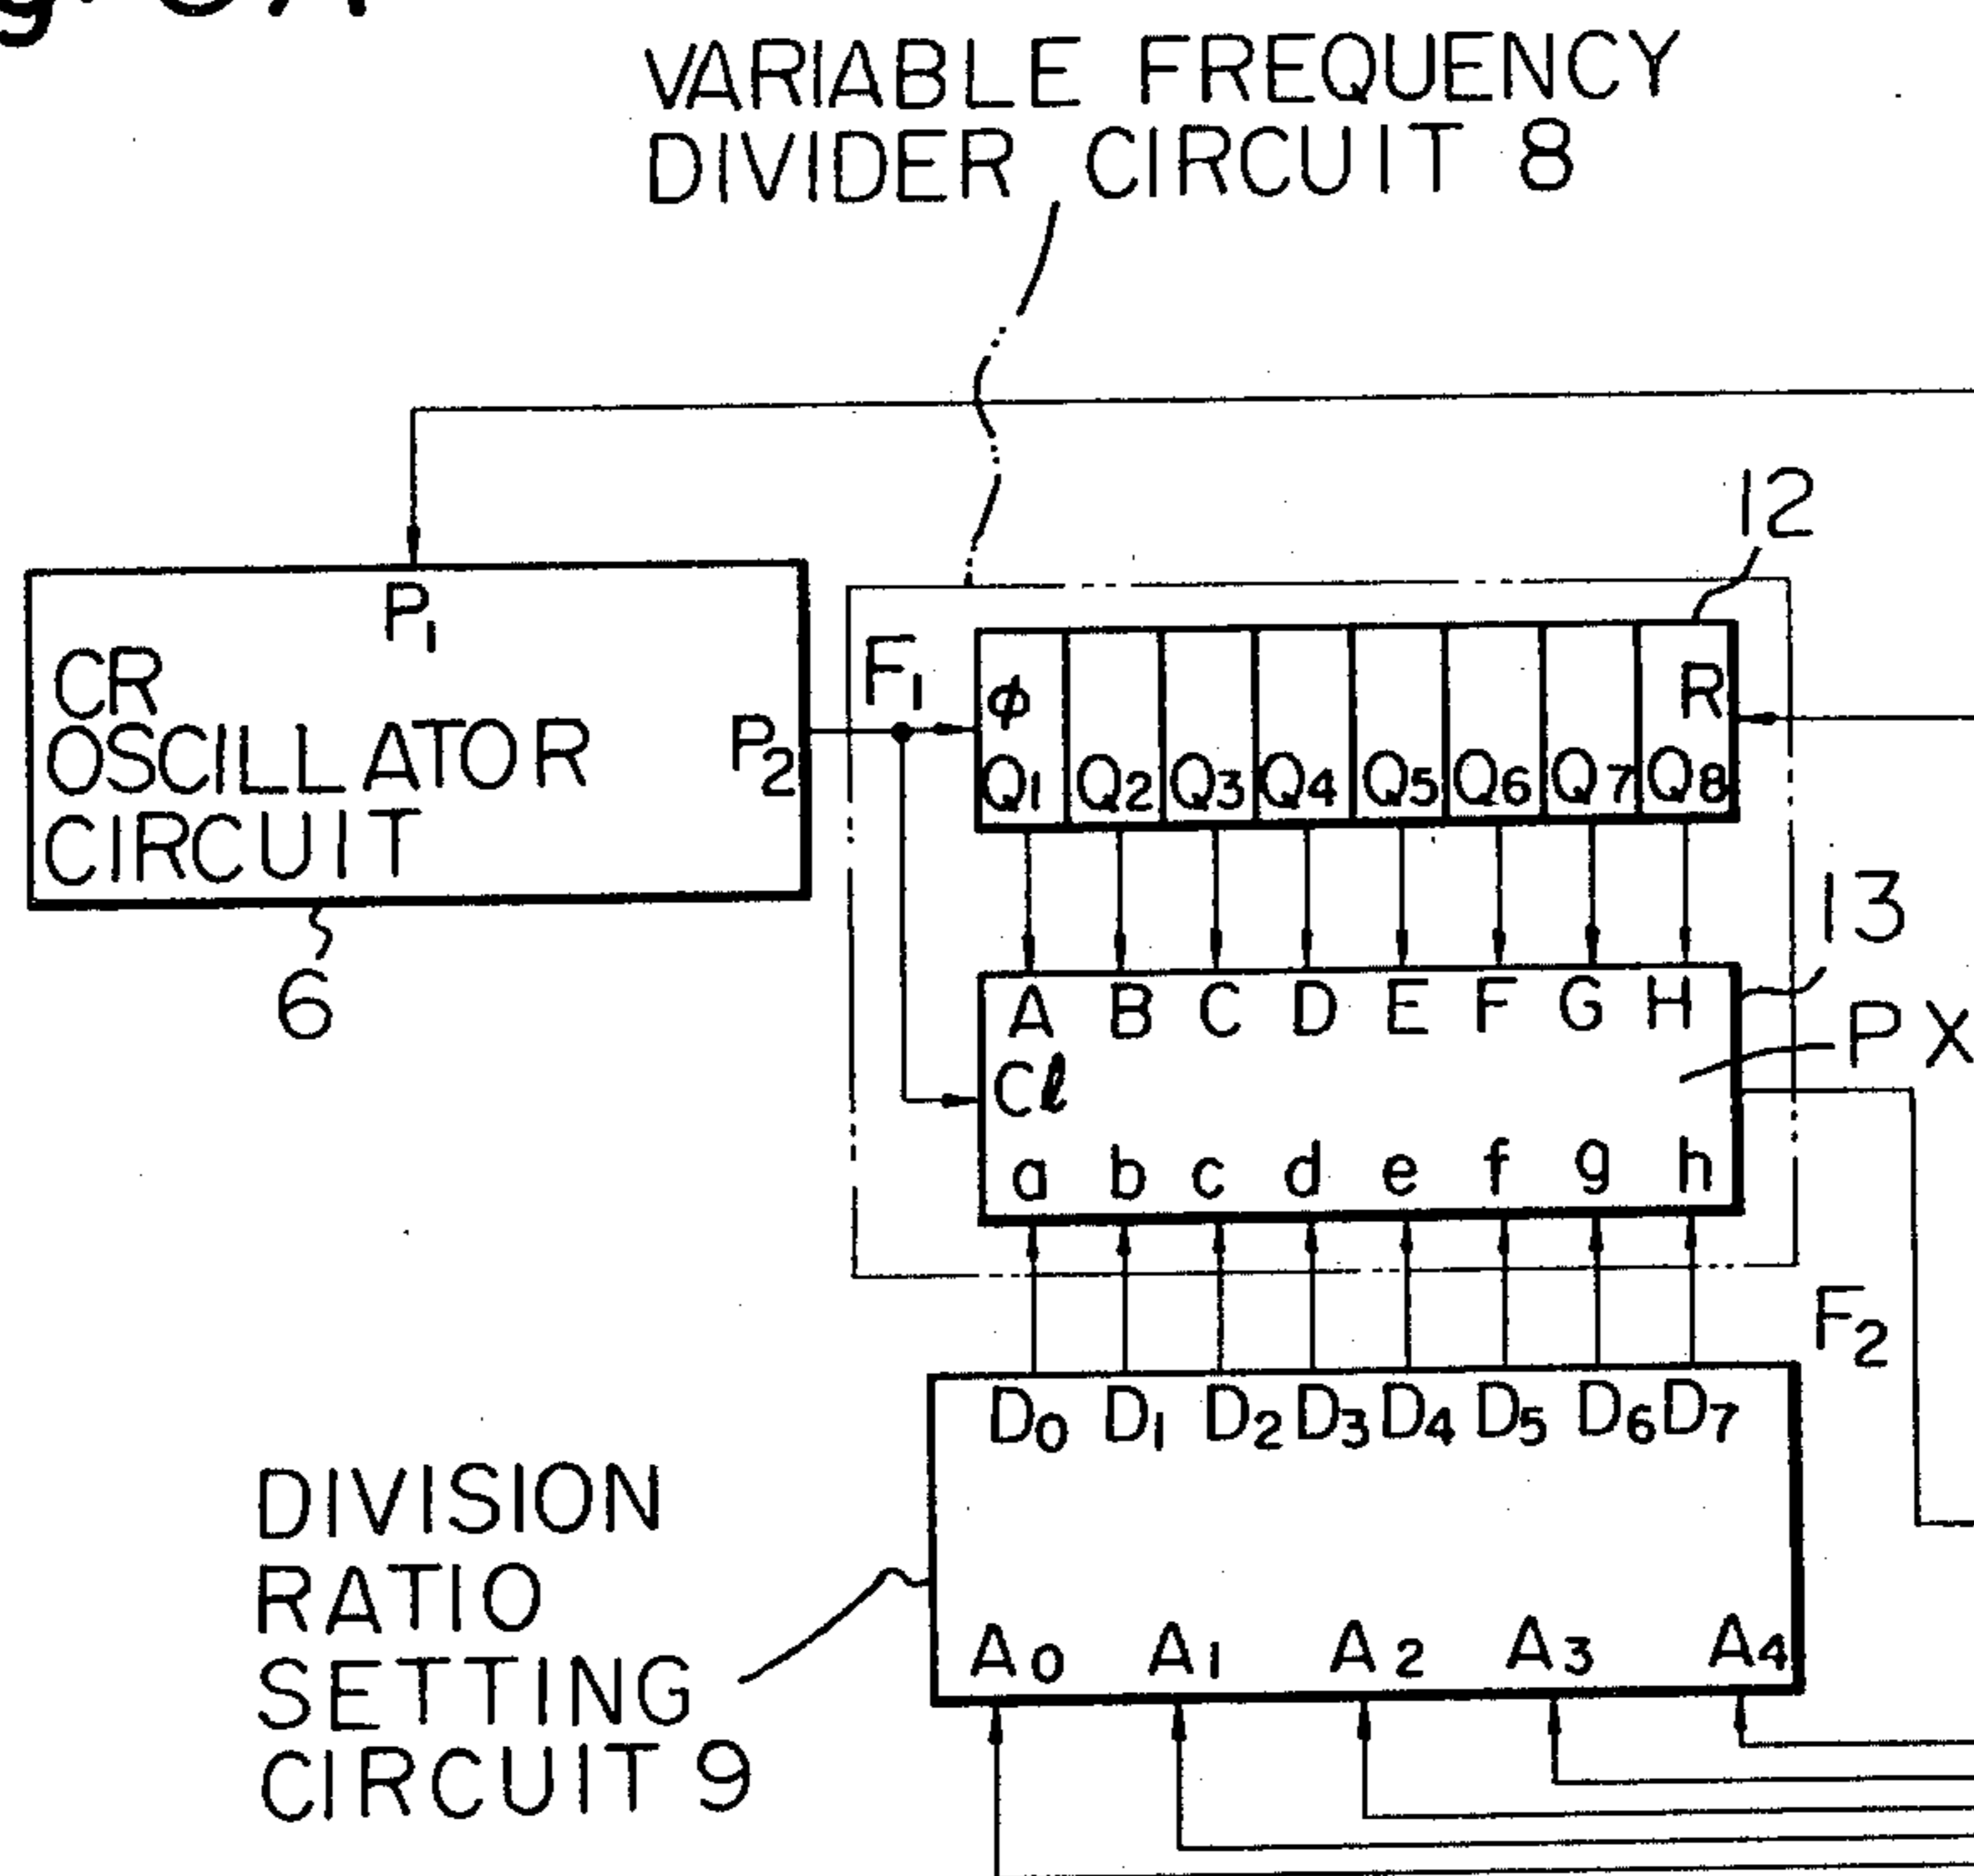 VARIABLE FREQUENCY
DIVIDER CIRCUIT 8
12
P1
CR
OSCILLATOR
CIRCUIT
P2
6
F1
ϕ
R
Q1 Q2 Q3 Q4 Q5 Q6 Q7 Q8
13
A B C D E F G H
PX
Cℓ
a b c d e f g h
F2
D0 D1 D2 D3 D4 D5 D6 D7
DIVISION
RATIO
SETTING
CIRCUIT 9
A0 A1 A2 A3 A4